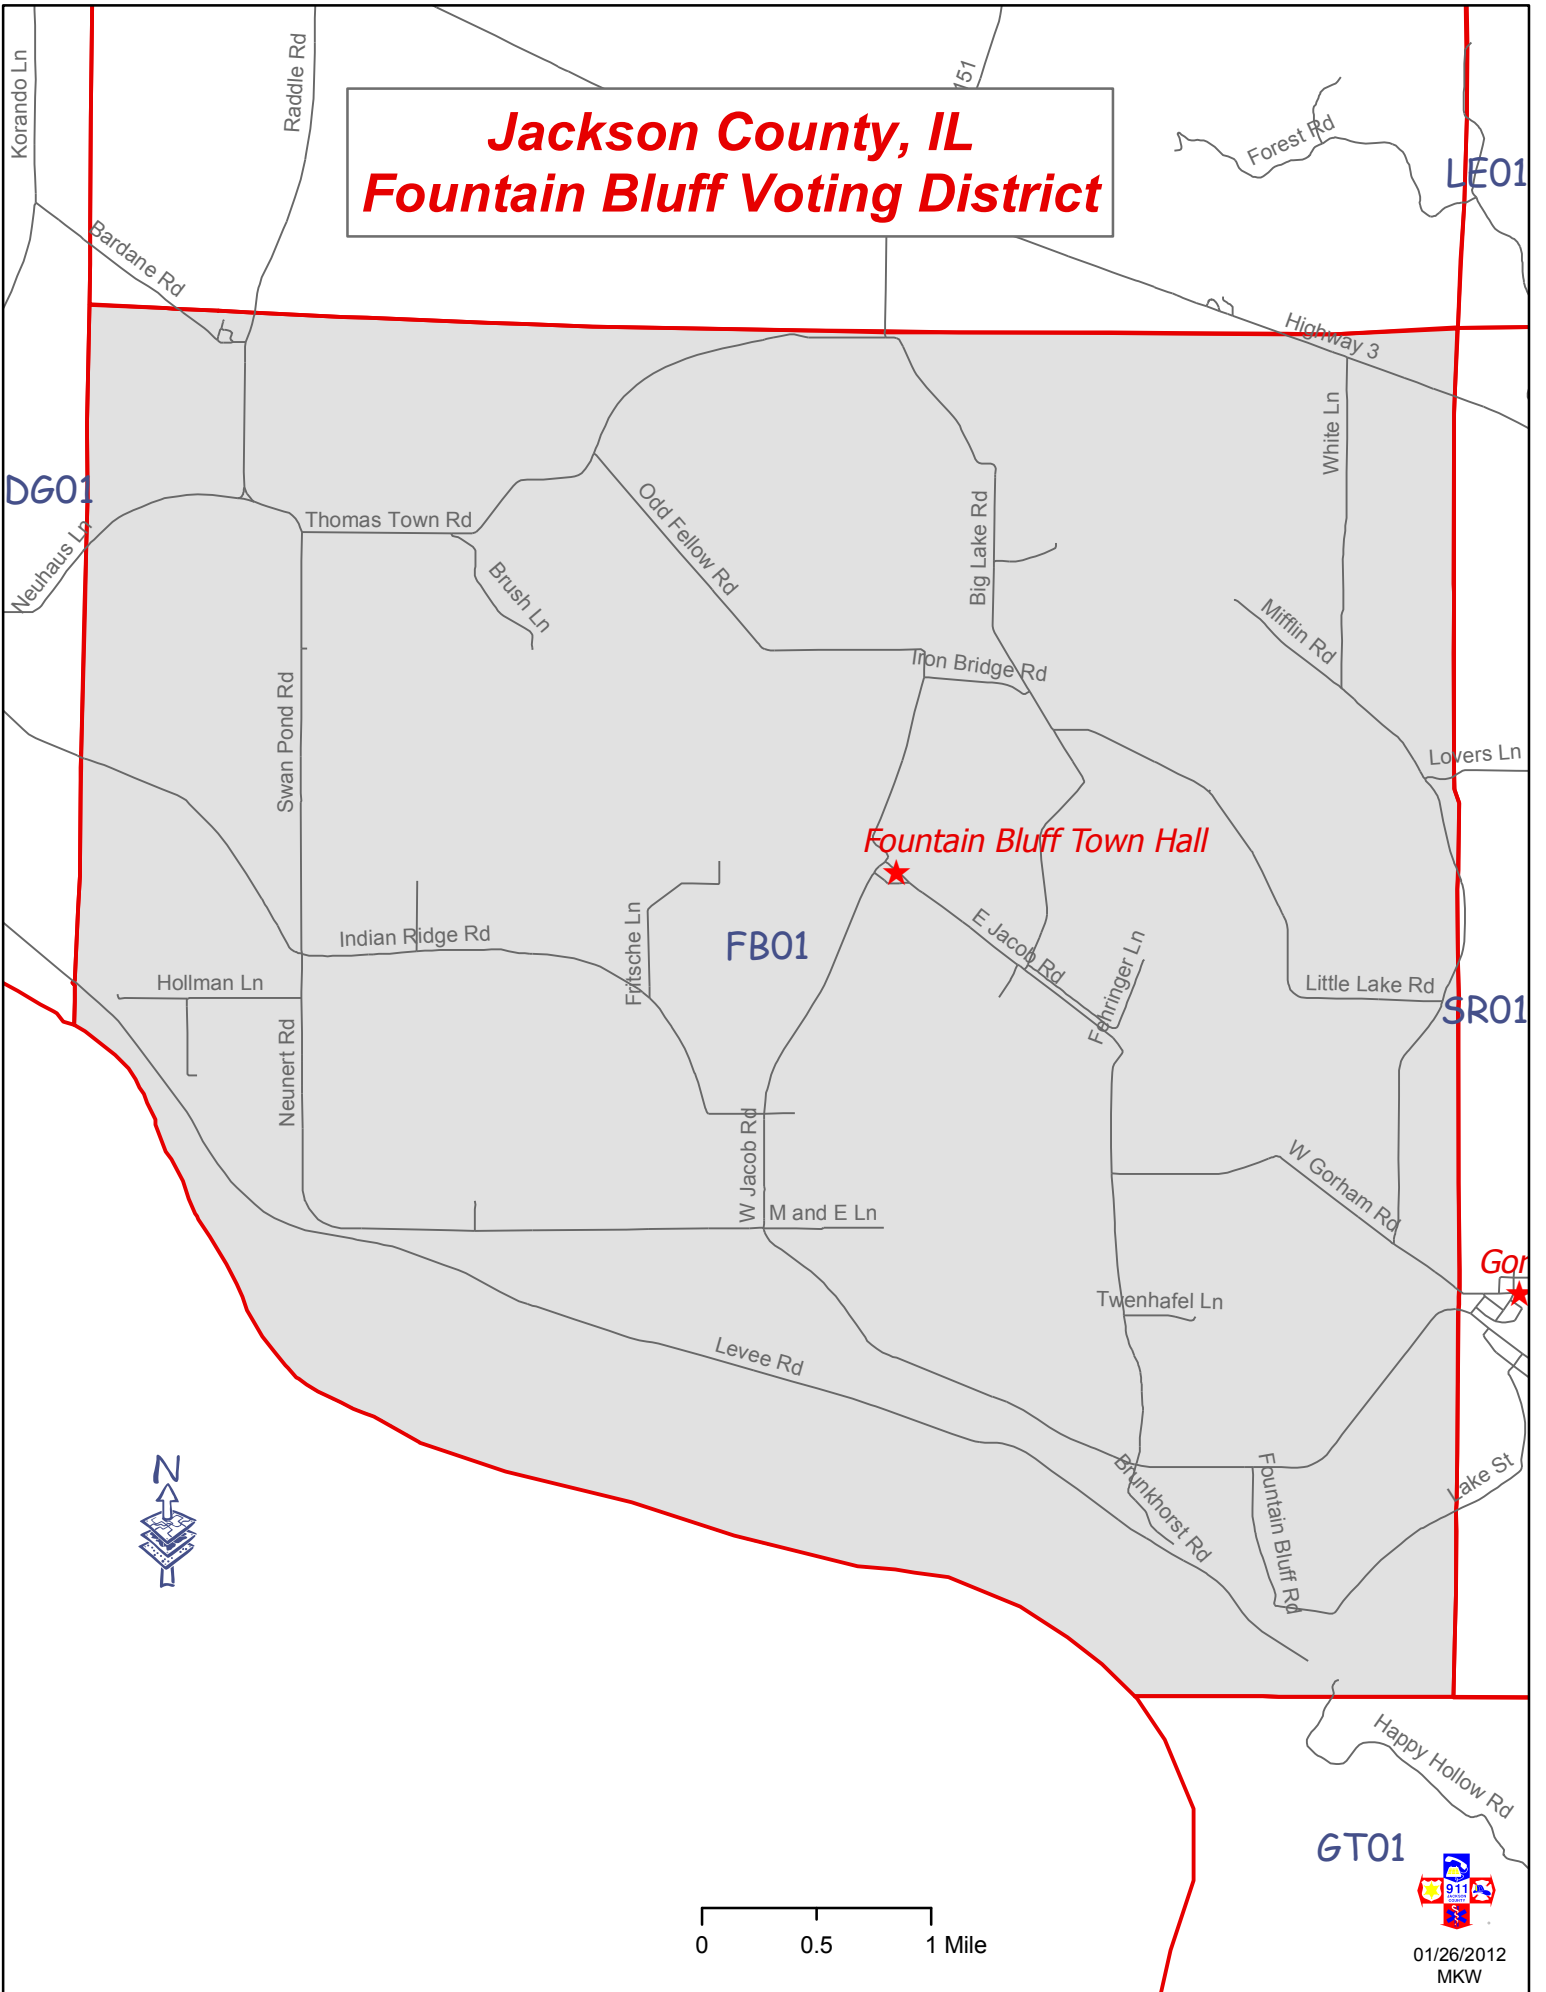 Korando Ln
Raddle Rd
151
Jackson County, IL
Fountain Bluff Voting District
Forest Rd
LE01
Bardane Rd
Highway 3
White Ln
DG01
Neuhaus Ln
Thomas Town Rd
Odd Fellow Rd
Big Lake Rd
Brush Ln
Mifflin Rd
Iron Bridge Rd
Swan Pond Rd
Lovers Ln
Fountain Bluff Town Hall
Indian Ridge Rd
Fritsche Ln
FB01
E Jacob Rd
Fehringer Ln
Hollman Ln
Little Lake Rd
SR01
Neunert Rd
W Jacob Rd
W Gorham Rd
M and E Ln
Gor
Twenhafel Ln
Levee Rd
Brunkhorst Rd
Fountain Bluff Rd
Lake St
N
Happy Hollow Rd
GT01
911
JACKSON
COUNTY
0 0.5 1 Mile
01/26/2012
MKW